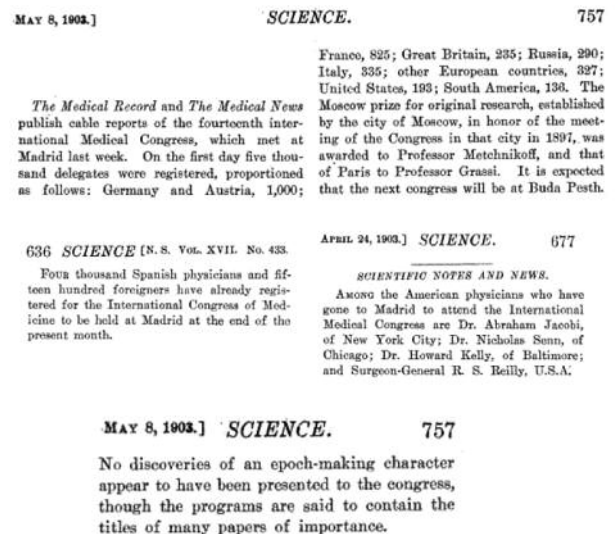 MAY 8, 1903.] SCIENCE. 757
The Medical Record and The Medical News
publish cable reports of the fourteenth inter-
national Medical Congress, which met at
Madrid last week. On the first day five thou-
sand delegates were registered, proportioned
as follows: Germany and Austria, 1,000;
France, 825; Great Britain, 235; Russia, 290;
Italy, 335; other European countries, 327;
United States, 193; South America, 136. The
Moscow prize for original research, established
by the city of Moscow, in honor of the meet-
ing of the Congress in that city in 1897, was
awarded to Professor Metchnikoff, and that
of Paris to Professor Grassi. It is expected
that the next congress will be at Buda Pesth.
636 SCIENCE [N. S. VOL. XVII. No. 433.
FOUR thousand Spanish physicians and fif-
teen hundred foreigners have already regis-
tered for the International Congress of Med-
icine to be held at Madrid at the end of the
present month.
APRIL 24, 1903.] SCIENCE. 677
SCIENTIFIC NOTES AND NEWS.
AMONG the American physicians who have
gone to Madrid to attend the International
Medical Congress are Dr. Abraham Jacobi,
of New York City; Dr. Nicholas Senn, of
Chicago; Dr. Howard Kelly, of Baltimore;
and Surgeon-General R. S. Reilly, U.S.A.
MAY 8, 1903.] SCIENCE. 757
No discoveries of an epoch-making character
appear to have been presented to the congress,
though the programs are said to contain the
titles of many papers of importance.